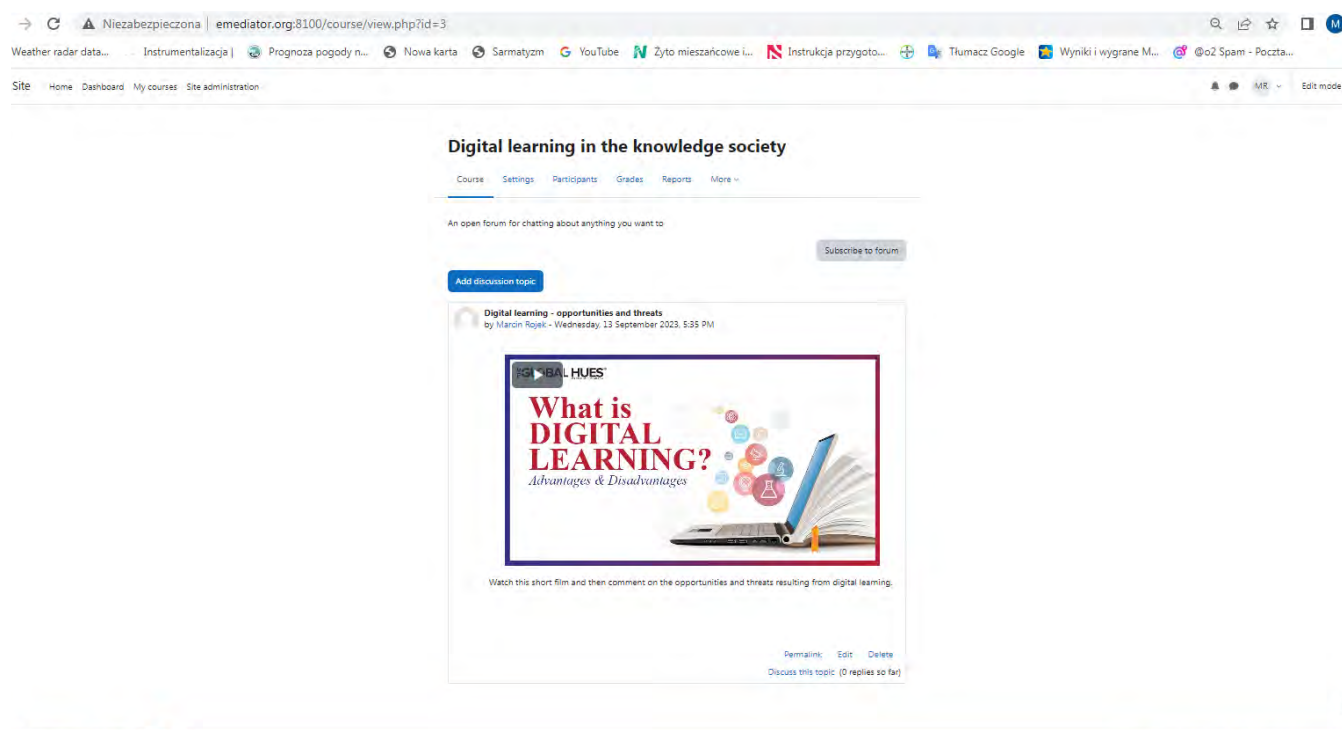 Niezabezpieczona | emediator.org:8100/course/view.php?id=3
M
Weather radar data... Instrumentalizacja | Prognoza pogody n... Nowa karta Sarmatyzm YouTube Żyto mieszańcowe i... Instrukcja przygoto... Tłumacz Google Wyniki i wygrane M... @o2 Spam - Poczta...
Site Home Dashboard My courses Site administration MR Edit mode
Digital learning in the knowledge society
Course Settings Participants Grades Reports More
An open forum for chatting about anything you want to
Subscribe to forum
Add discussion topic
Digital learning - opportunities and threats
by Marcin Rojek - Wednesday, 13 September 2023, 5:35 PM
HUES
What is
DIGITAL
LEARNING?
Advantages & Disadvantages
Watch this short film and then comment on the opportunities and threats resulting from digital learning.
Permalink Edit Delete
Discuss this topic (0 replies so far)